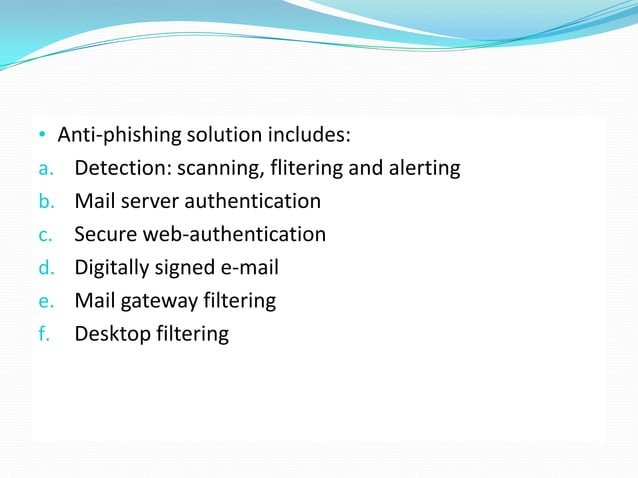 • Anti-phishing solution includes:
a. Detection: scanning, flitering and alerting
b. Mail server authentication
c. Secure web-authentication
d. Digitally signed e-mail
e. Mail gateway filtering
f. Desktop filtering